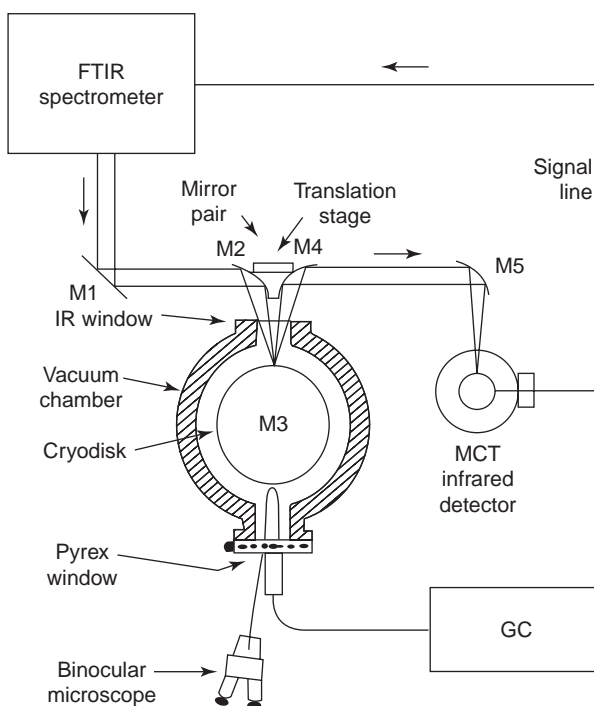 FTIR
spectrometer
Signal
line
Mirror
pair
Translation
stage
M2
M4
M5
M1
IR window
Vacuum
chamber
Cryodisk
M3
MCT
infrared
detector
Pyrex
window
GC
Binocular
microscope